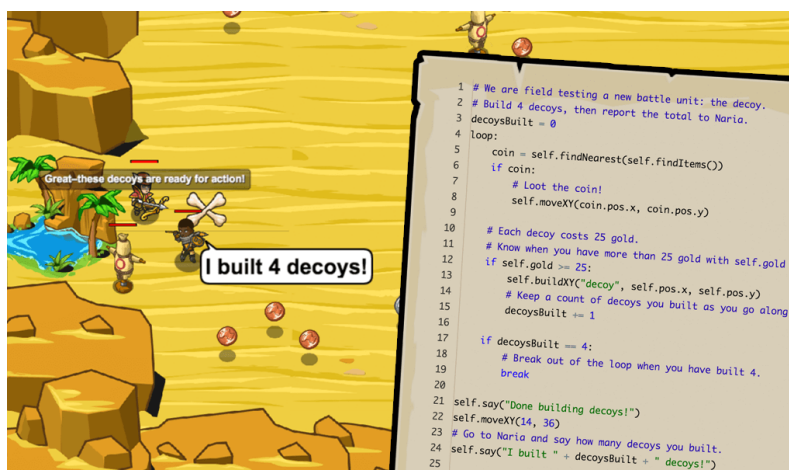 Great–these decoys are ready for action!
I built 4 decoys!
1 # We are field testing a new battle unit: the decoy.
2 # Build 4 decoys, then report the total to Naria.
3 decoysBuilt = 0
4 loop:
5 coin = self.findNearest(self.findItems())
6 if coin:
7 # Loot the coin!
8 self.moveXY(coin.pos.x, coin.pos.y)
9
10 # Each decoy costs 25 gold.
11 # Know when you have more than 25 gold with self.gold
12 if self.gold >= 25:
13 self.buildXY("decoy", self.pos.x, self.pos.y)
14 # Keep a count of decoys you built as you go along
15 decoysBuilt += 1
16
17 if decoysBuilt == 4:
18 # Break out of the loop when you have built 4.
19 break
20
21 self.say("Done building decoys!")
22 self.moveXY(14, 36)
23 # Go to Naria and say how many decoys you built.
24 self.say("I built " + decoysBuilt + " decoys!")
25